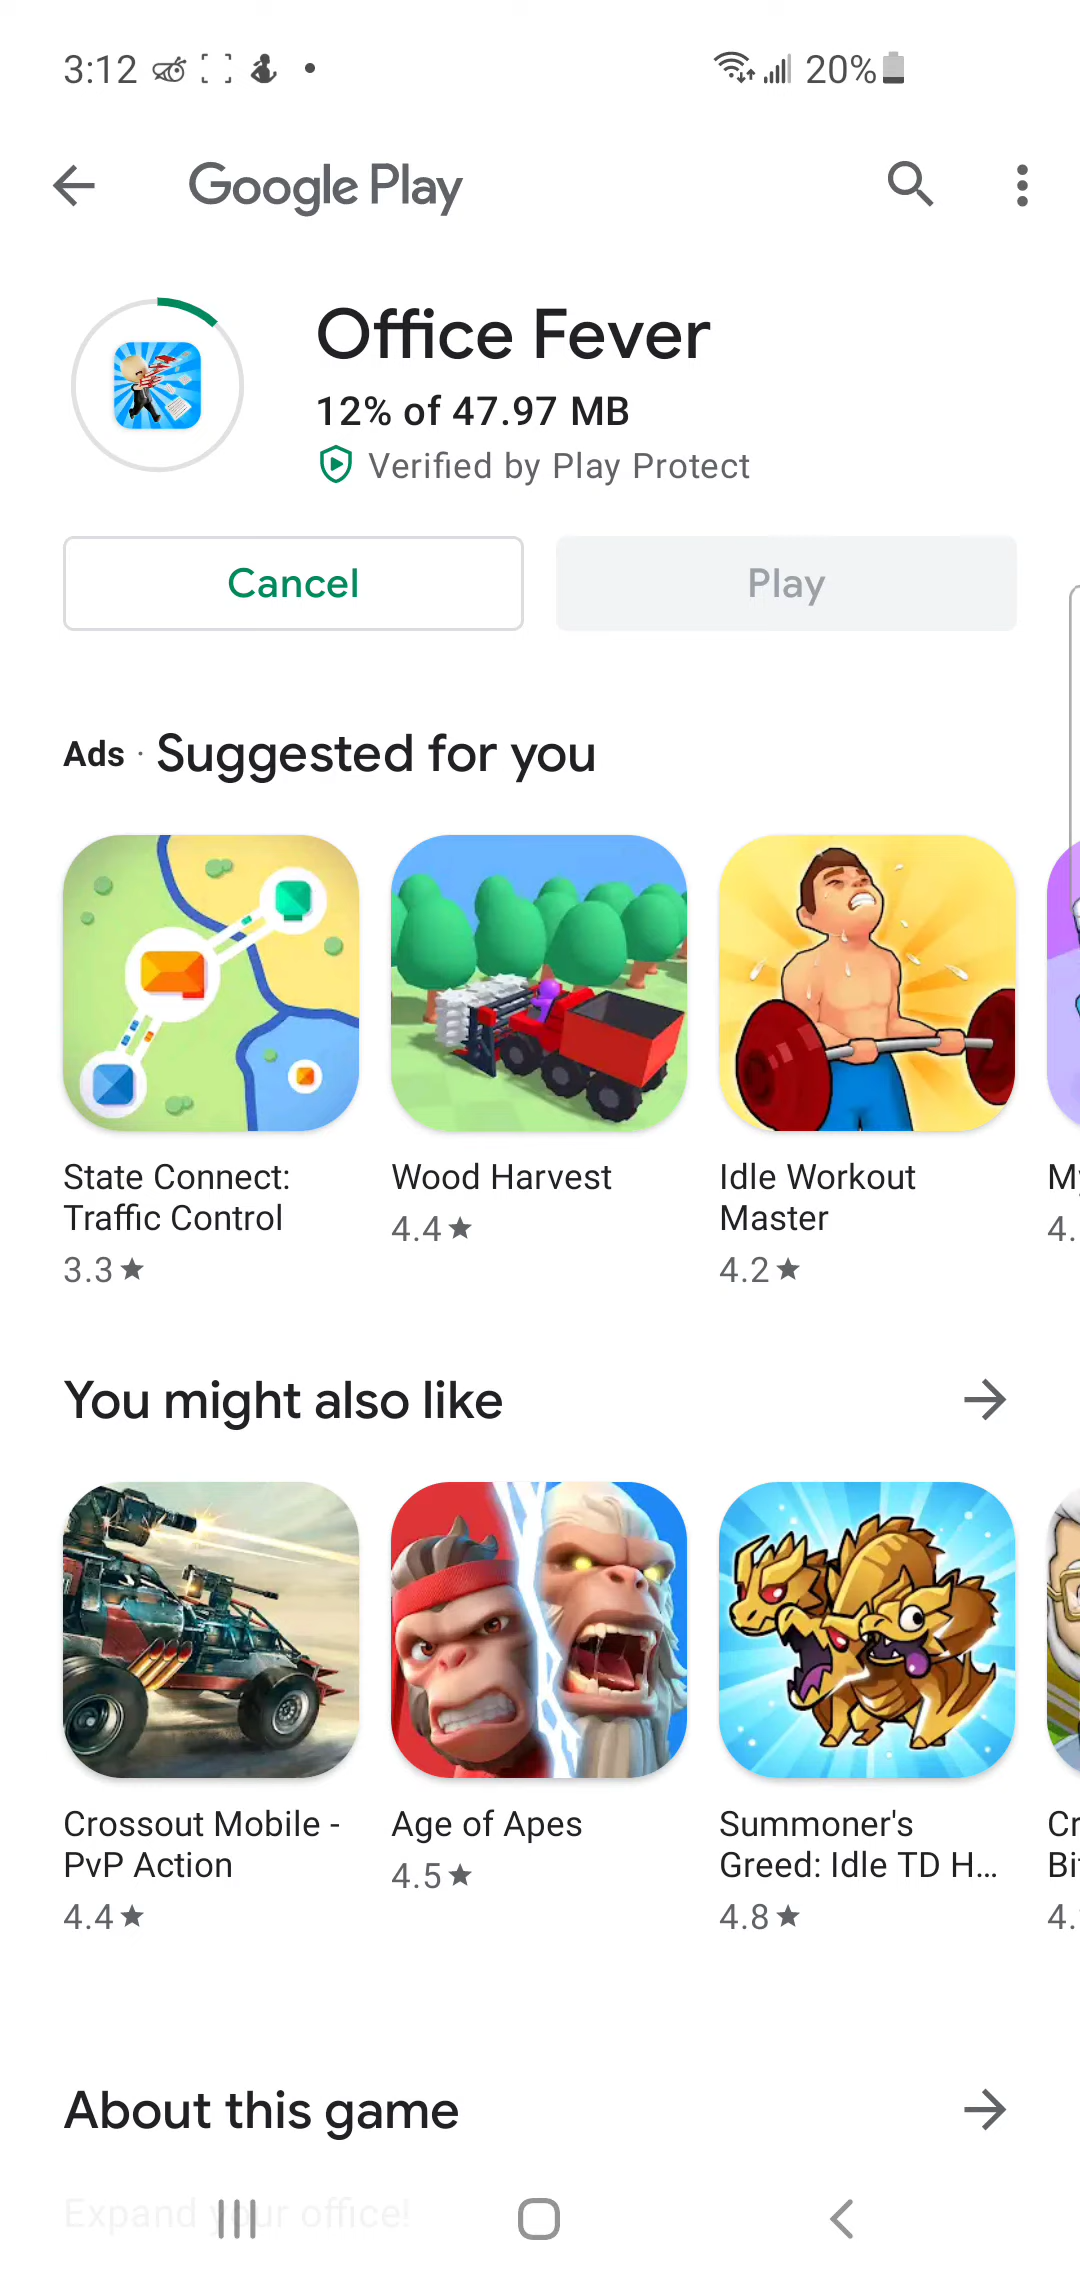 3:12
20%
Google Play
Office Fever
12% of 47.97 MB
Verified by Play Protect
Cancel
Play
Ads · Suggested for you
State Connect:
Traffic Control
3.3
Wood Harvest
4.4
Idle Workout
Master
4.2
You might also like
Crossout Mobile -
PvP Action
4.4
Age of Apes
4.5
Summoner's
Greed: Idle TD H...
4.8
About this game
Expand your office!